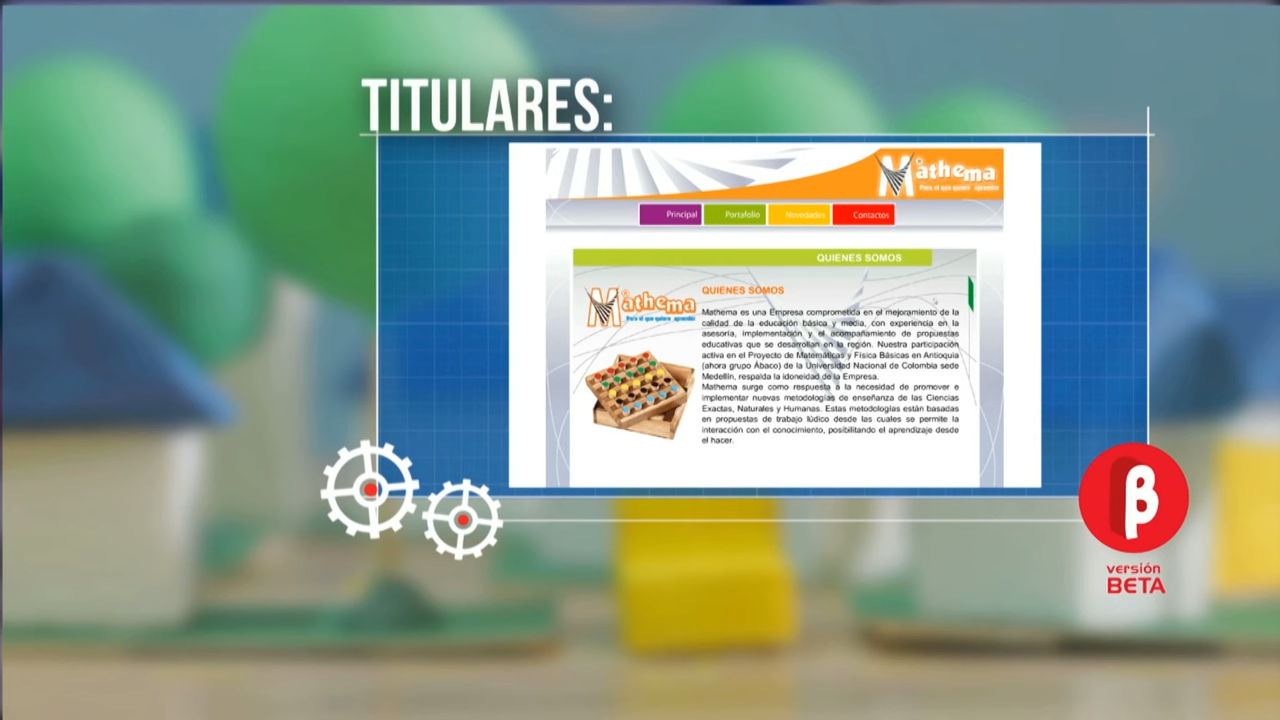 TITULARES:
Mathema
Para el que quiere aprender
Principal Portafolio Novedades Contactos
QUIENES SOMOS
Mathema
Para el que quiere aprender
QUIENES SOMOS
Mathema es una Empresa comprometida en el mejoramiento de la
calidad de la educación básica y media, con experiencia en la
asesoría, implementación y el acompañamiento de propuestas
educativas que se desarrollan en la región. Nuestra participación
activa en el Proyecto de Matemáticas y Física Básicas en Antioquia
(ahora grupo Ábaco) de la Universidad Nacional de Colombia sede
Medellín, respalda la idoneidad de la Empresa.
Mathema surge como respuesta a la necesidad de promover e
implementar nuevas metodologías de enseñanza de las Ciencias
Exactas, Naturales y Humanas. Estas metodologías están basadas
en propuestas de trabajo lúdico desde las cuales se permite la
interacción con el conocimiento, posibilitando el aprendizaje desde
el hacer.
β
versión
BETA